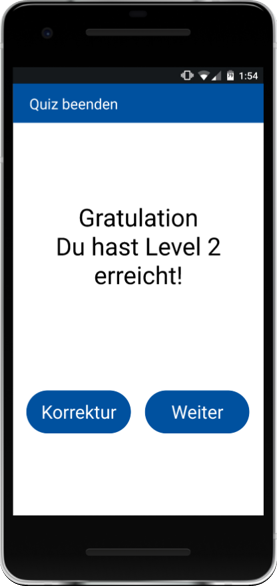 1:54
Quiz beenden
Gratulation
Du hast Level 2
erreicht!
Korrektur
Weiter